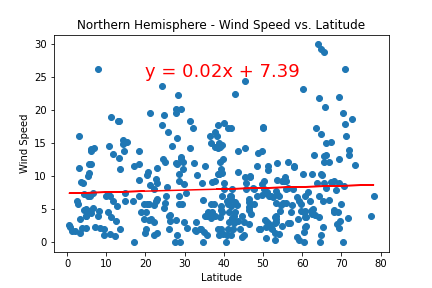 Northern Hemisphere - Wind Speed vs. Latitude
30
25
20
15
10
5
0
Wind Speed
y = 0.02x + 7.39
0 10 20 30 40 50 60 70 80
Latitude